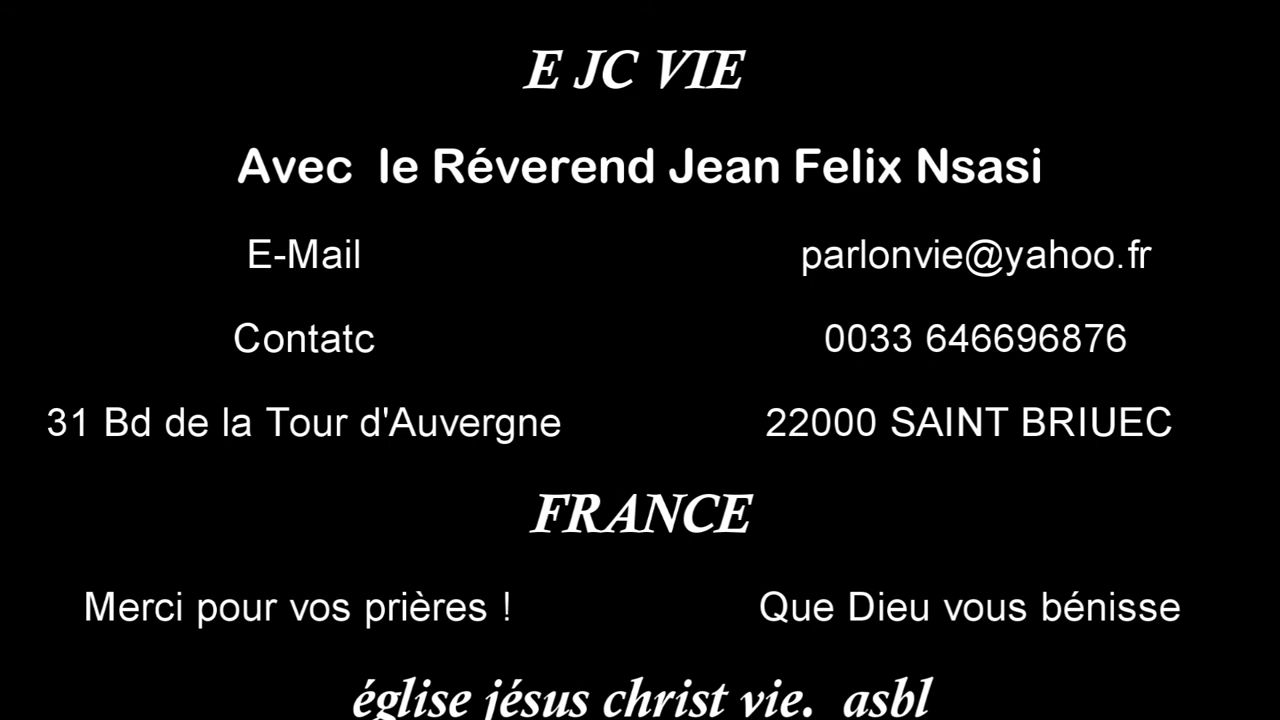 E JC VIE
Avec le Réverend Jean Felix Nsasi
E-Mail parlonvie@yahoo.fr
Contatc 0033 646696876
31 Bd de la Tour d'Auvergne 22000 SAINT BRIUEC
FRANCE
Merci pour vos prières ! Que Dieu vous bénisse
église jésus christ vie. asbl